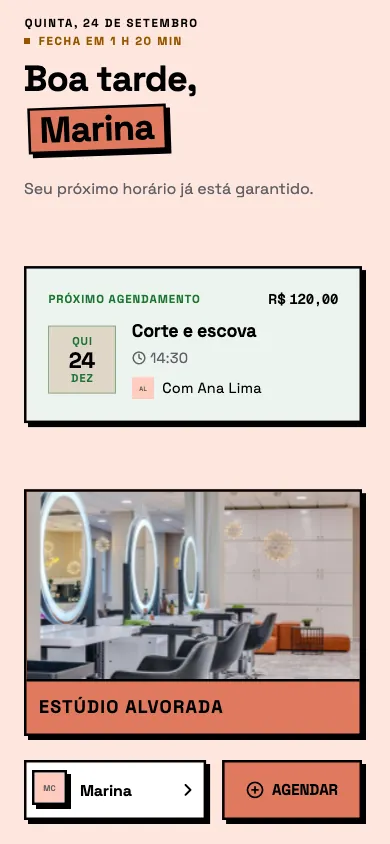 QUINTA, 24 DE SETEMBRO
FECHA EM 1 H 20 MIN
Boa tarde,
Marina
Seu próximo horário já está garantido.
PRÓXIMO AGENDAMENTO
R$ 120,00
QUI
24
DEZ
Corte e escova
14:30
AL
Com Ana Lima
ESTÚDIO ALVORADA
MC
Marina
AGENDAR